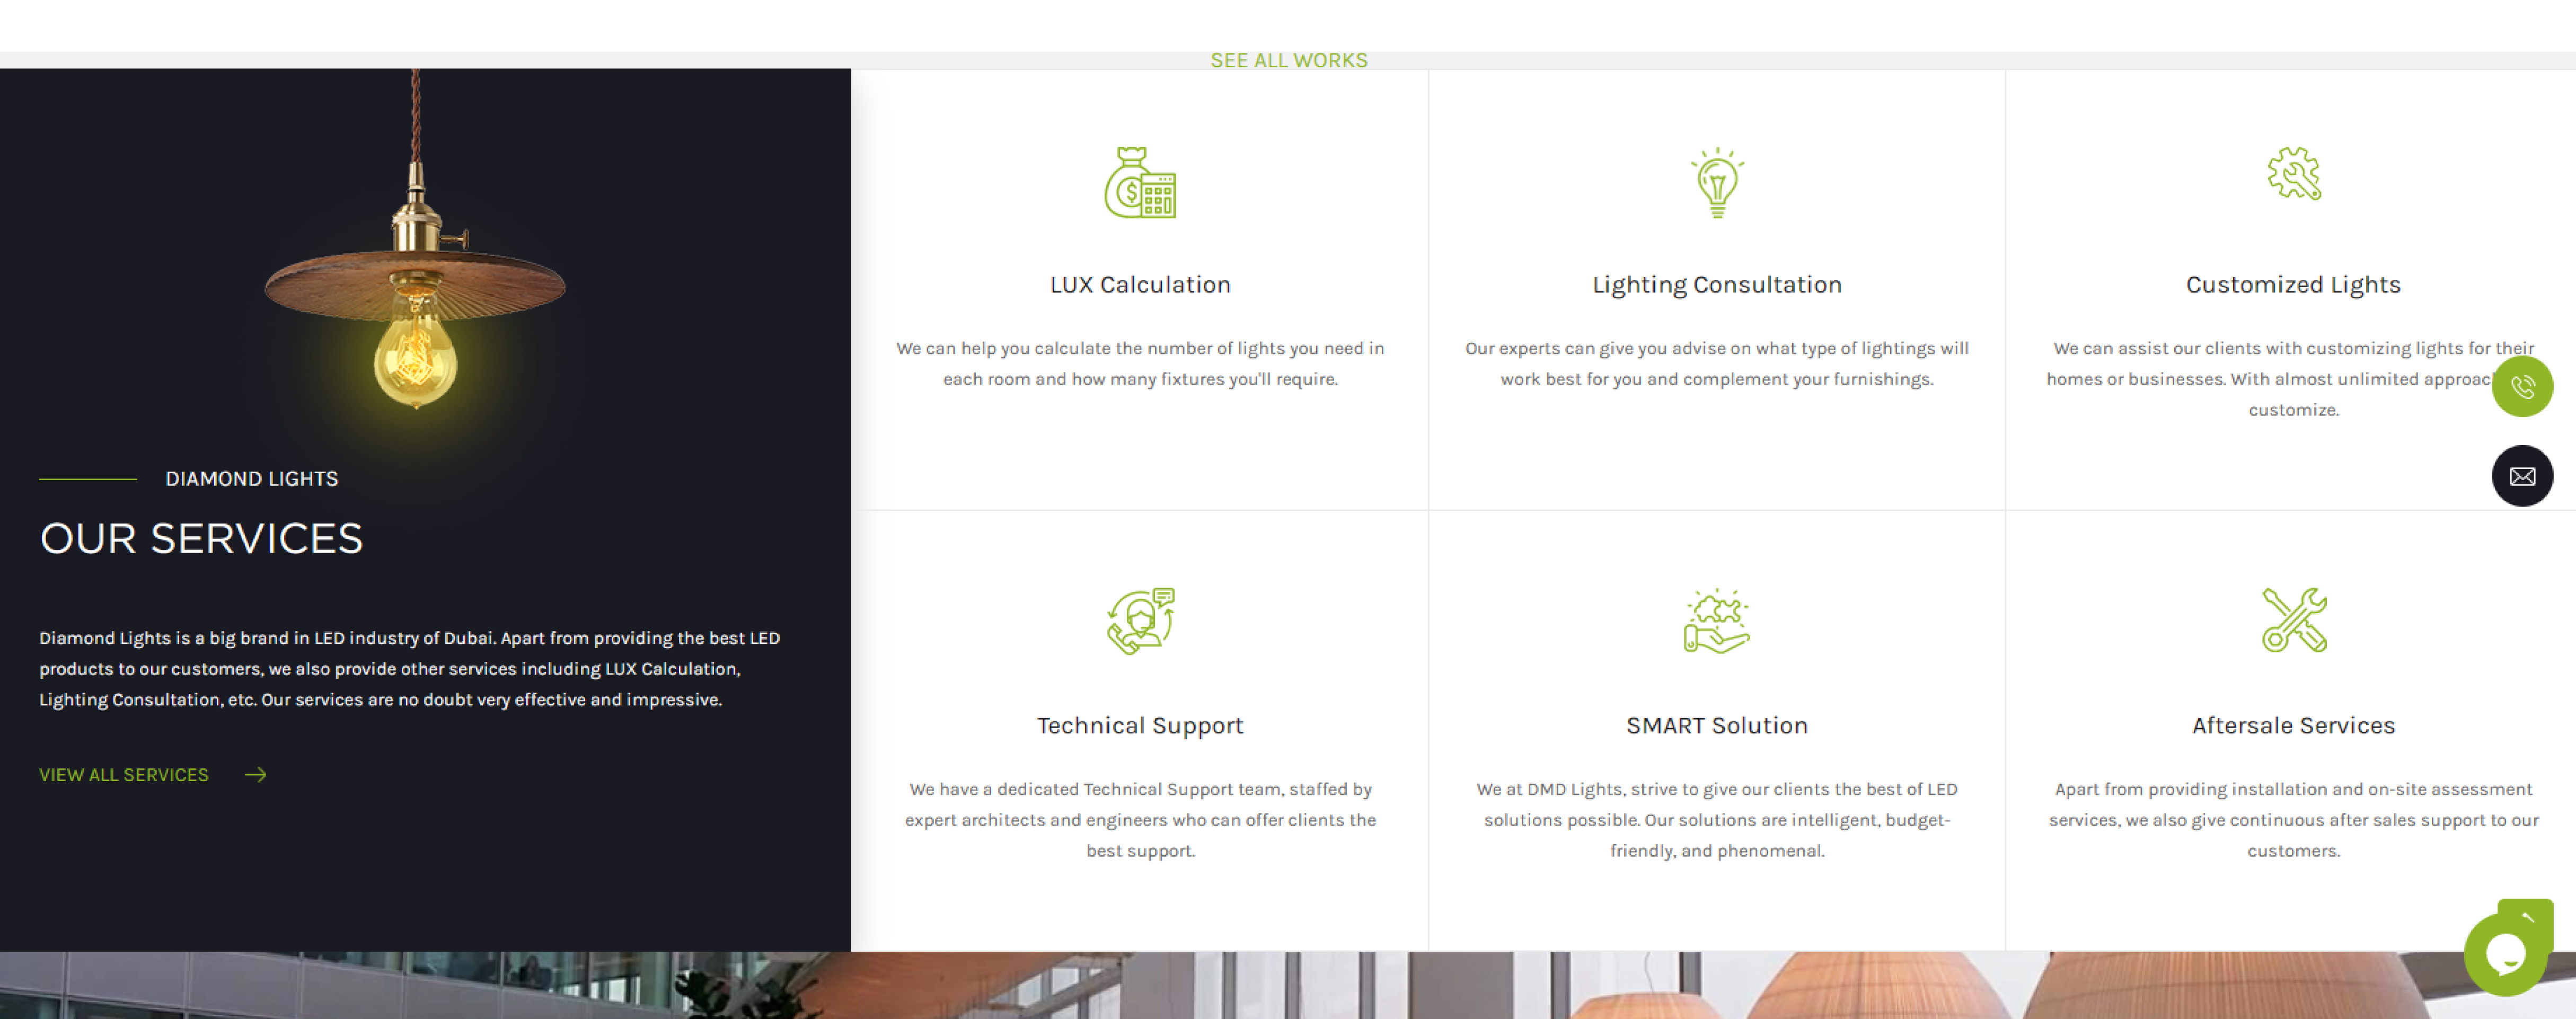 SEE ALL WORKS
DIAMOND LIGHTS
OUR SERVICES
Diamond Lights is a big brand in LED industry of Dubai. Apart from providing the best LED
products to our customers, we also provide other services including LUX Calculation,
Lighting Consultation, etc. Our services are no doubt very effective and impressive.
VIEW ALL SERVICES
LUX Calculation
We can help you calculate the number of lights you need in
each room and how many fixtures you'll require.
Lighting Consultation
Our experts can give you advise on what type of lightings will
work best for you and complement your furnishings.
Customized Lights
We can assist our clients with customizing lights for their
homes or businesses. With almost unlimited
customize.
Technical Support
We have a dedicated Technical Support team, staffed by
expert architects and engineers who can offer clients the
best support.
SMART Solution
We at DMD Lights, strive to give our clients the best of LED
solutions possible. Our solutions are intelligent, budget-
friendly, and phenomenal.
Aftersale Services
Apart from providing installation and on-site assessment
services, we also give continuous after sales support to our
customers.